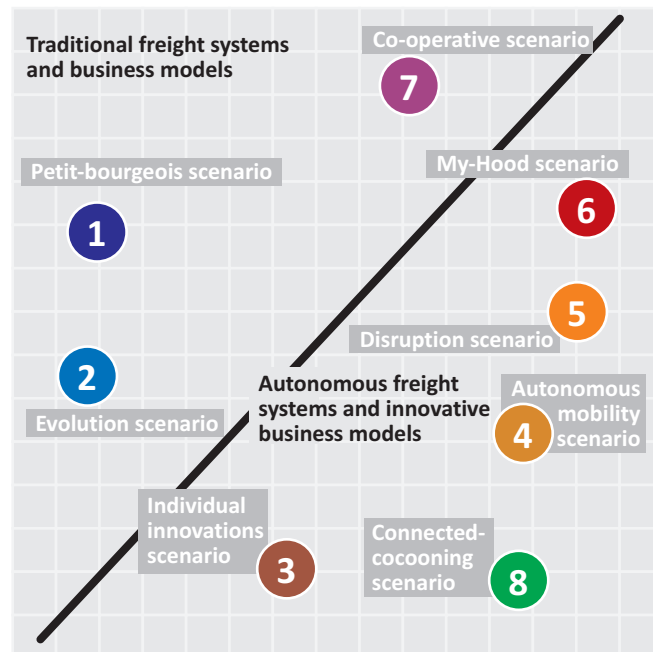 Traditional freight systems
and business models
Co-operative scenario
7
Petit-bourgeois scenario
1
My-Hood scenario
6
5
Disruption scenario
2
Evolution scenario
Autonomous freight
systems and innovative
business models
Autonomous
mobility
scenario
4
Individual
innovations
scenario
3
Connected-
cocooning
scenario
8